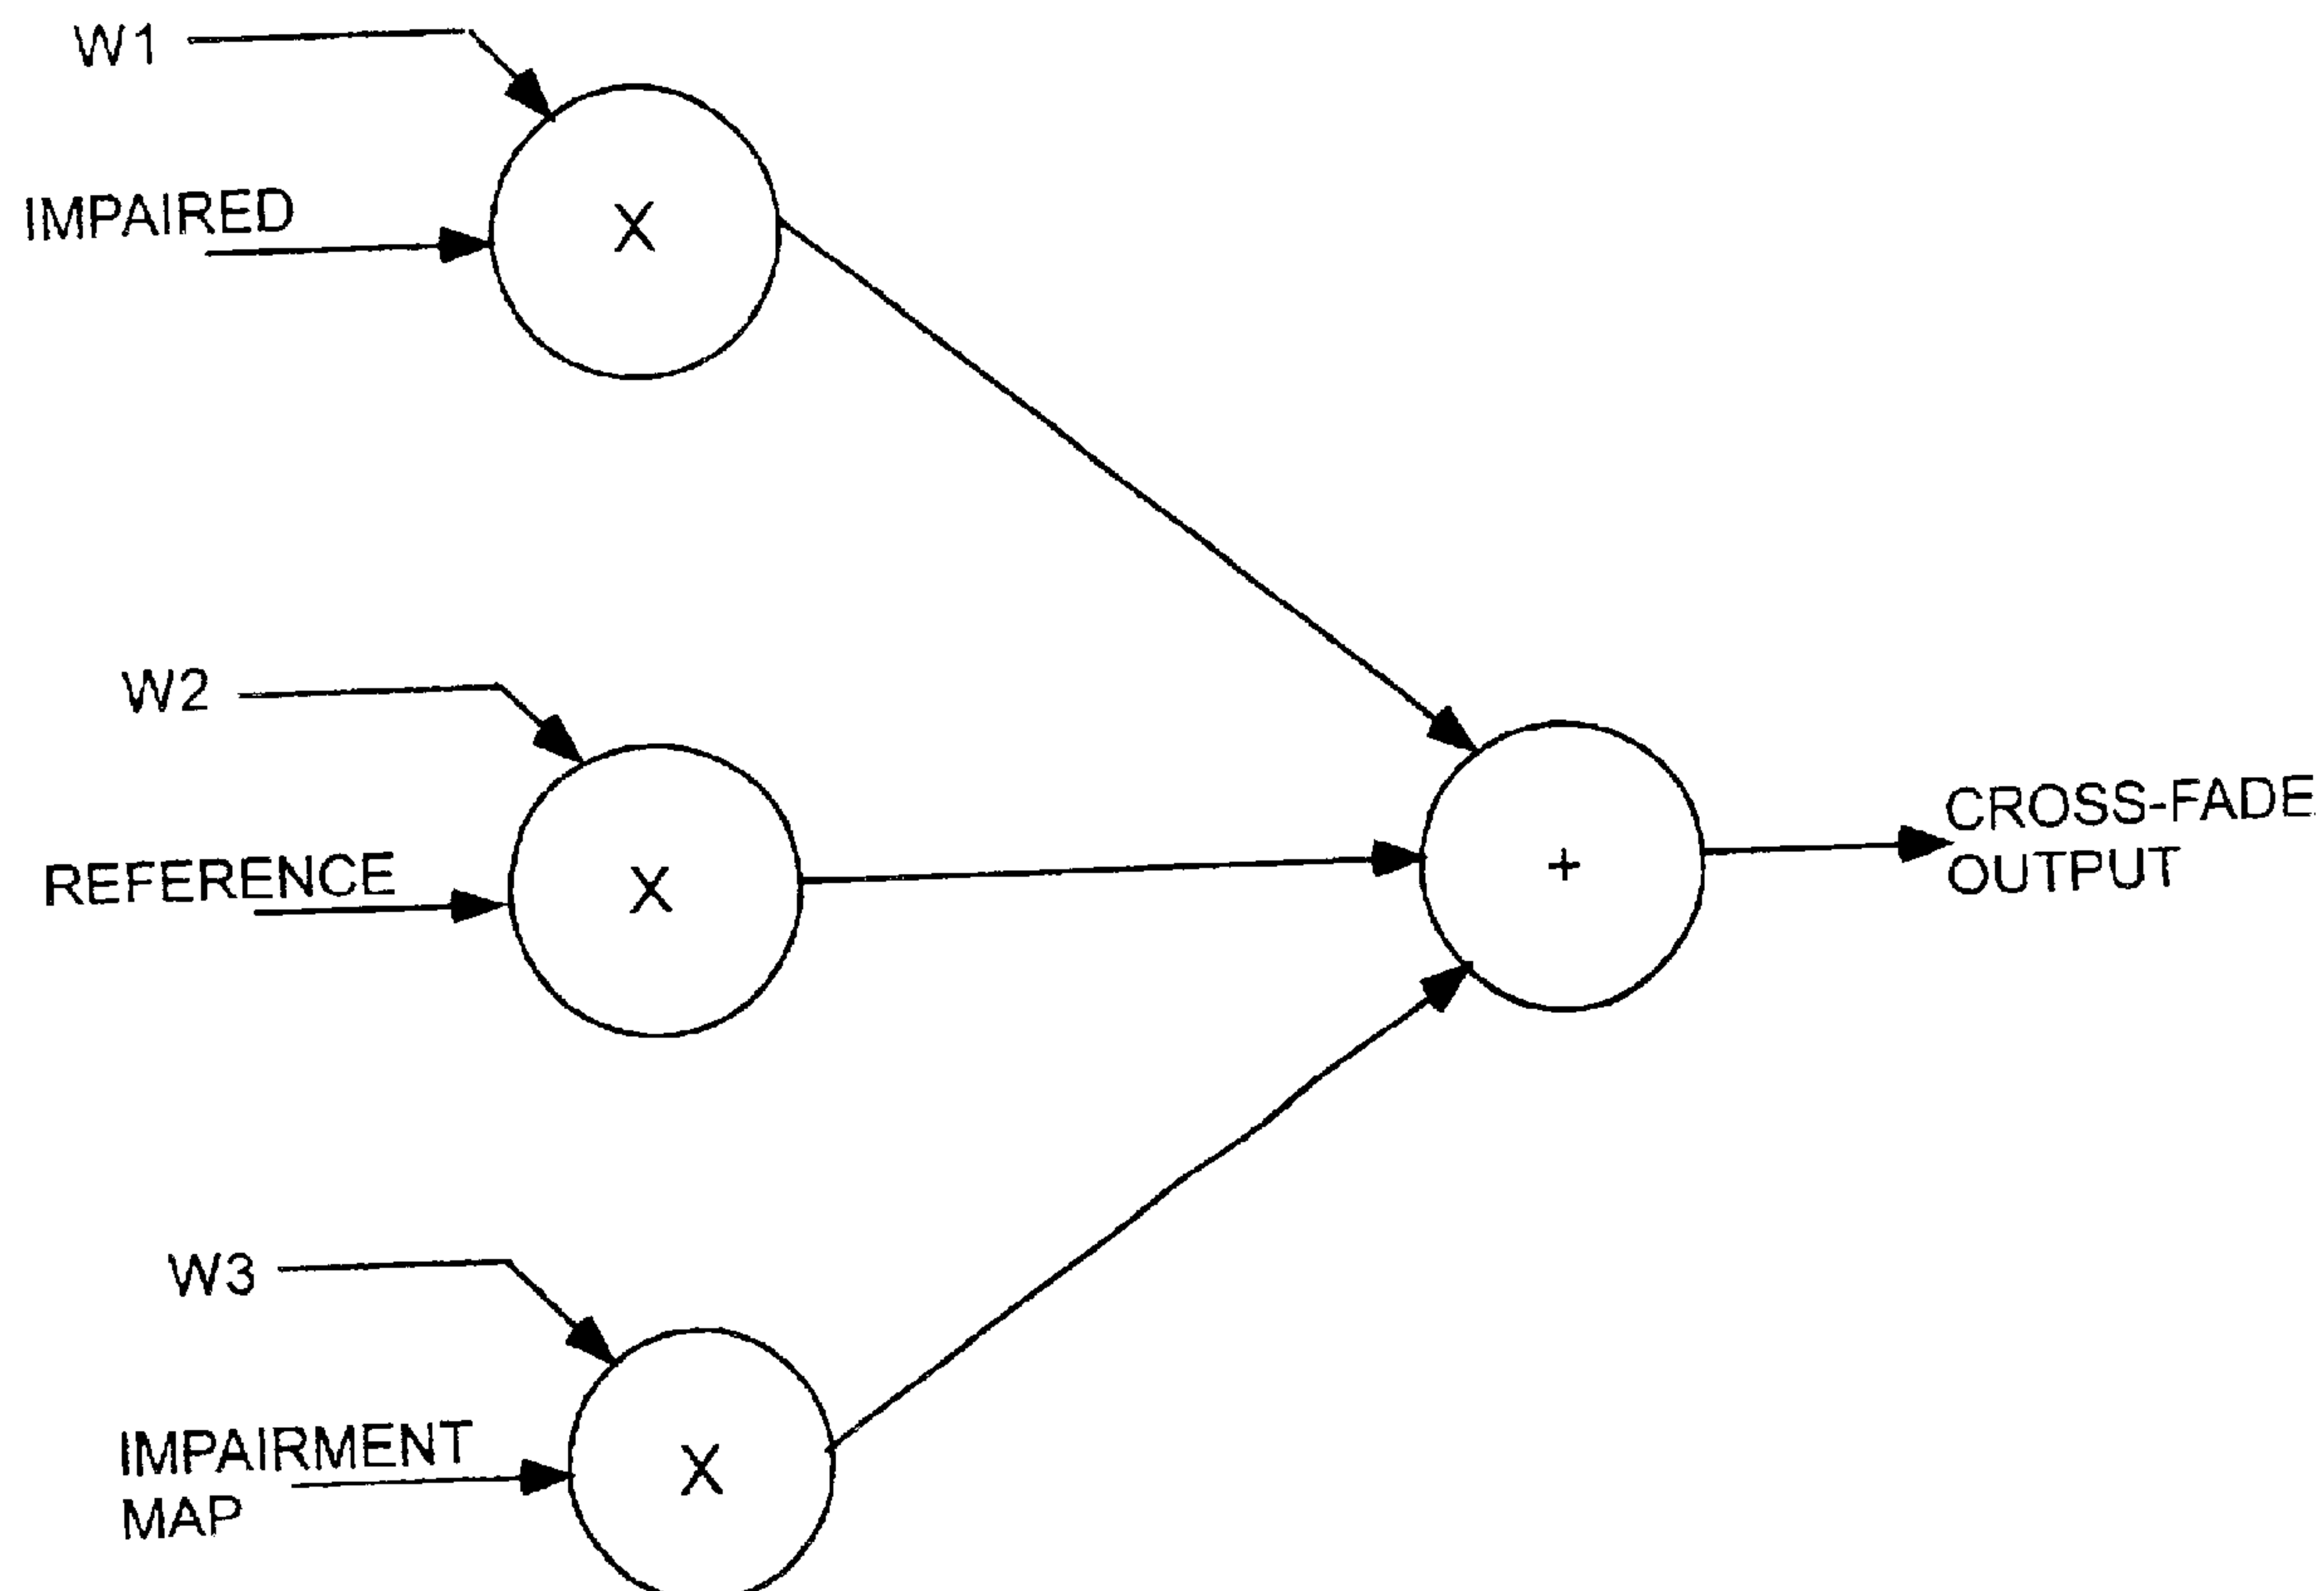 W1
IMPAIRED
X
W2
REFERENCE
X
+
CROSS-FADE
OUTPUT
W3
IMPAIRMENT
MAP
X